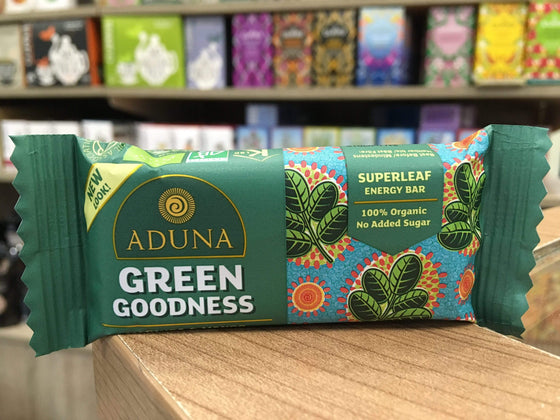 NEW
LOOK!
ADUNA
GREEN
GOODNESS
SUPERLEAF
ENERGY BAR
100% Organic
No Added Sugar